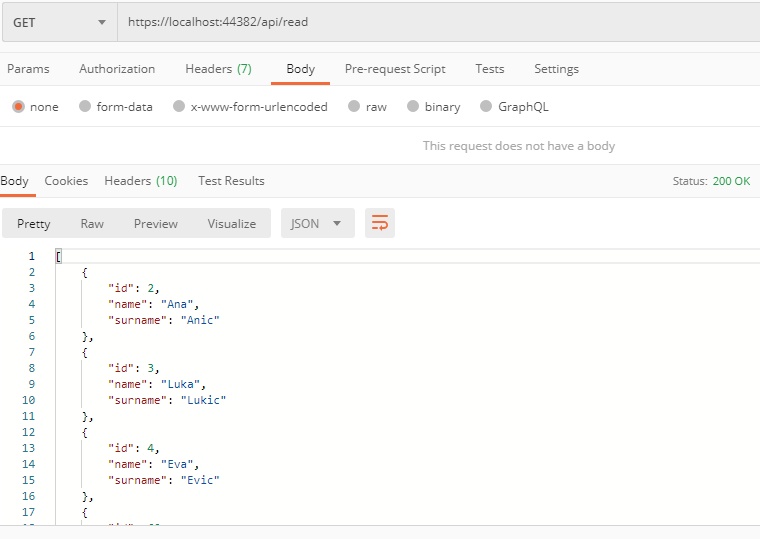 GET https://localhost:44382/api/read
Params Authorization Headers (7) Body Pre-request Script Tests Settings
none form-data x-www-form-urlencoded raw binary GraphQL
This request does not have a body
Body Cookies Headers (10) Test Results Status: 200 OK
Pretty Raw Preview Visualize JSON
1 [
2 {
3 "id": 2,
4 "name": "Ana",
5 "surname": "Anic"
6 },
7 {
8 "id": 3,
9 "name": "Luka",
10 "surname": "Lukic"
11 },
12 {
13 "id": 4,
14 "name": "Eva",
15 "surname": "Evic"
16 },
17 {